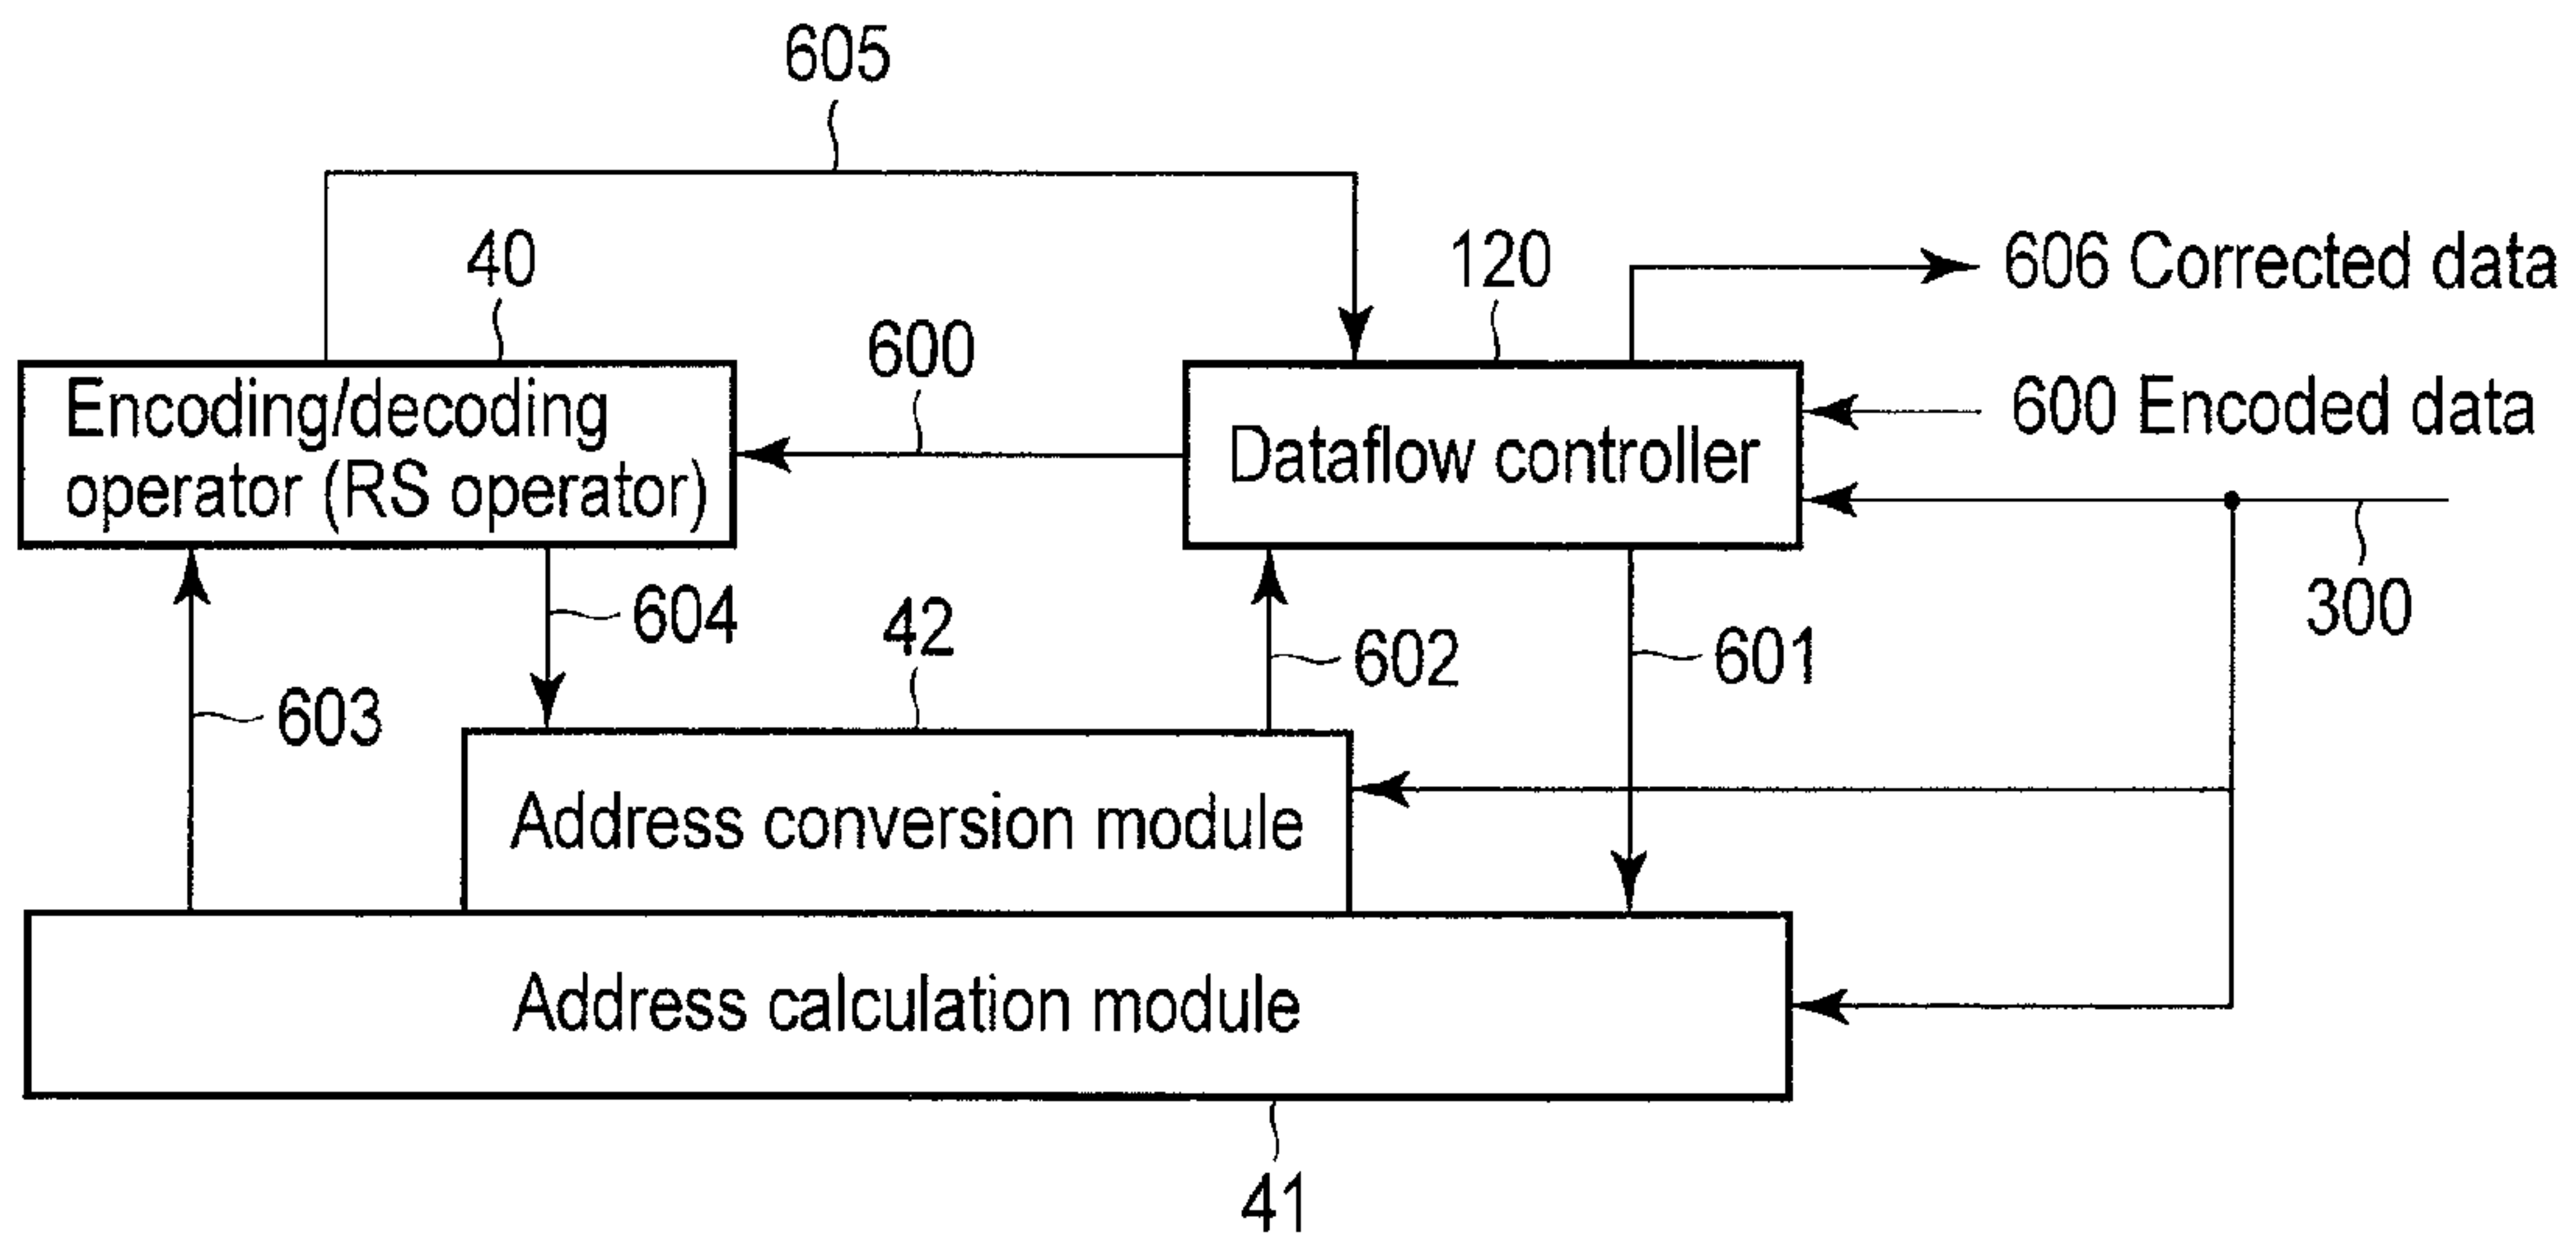 605
40
120
606 Corrected data
600
600 Encoded data
Encoding/decoding
operator (RS operator)
Dataflow controller
300
604
42
602
601
603
Address conversion module
Address calculation module
41